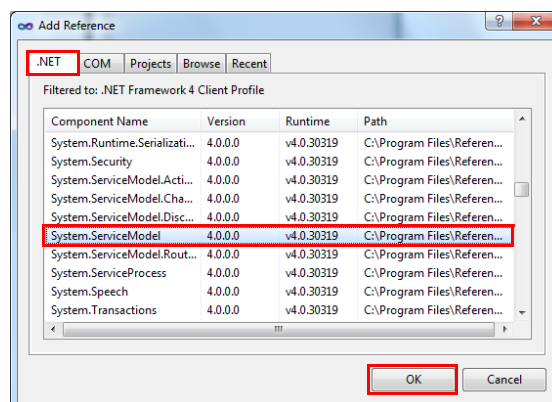 Add Reference
.NET COM Projects Browse Recent
Filtered to: .NET Framework 4 Client Profile
Component Name Version Runtime Path
System.Runtime.Serializati... 4.0.0.0 v4.0.30319 C:\Program Files\Referen...
System.Security 4.0.0.0 v4.0.30319 C:\Program Files\Referen...
System.ServiceModel.Acti... 4.0.0.0 v4.0.30319 C:\Program Files\Referen...
System.ServiceModel.Cha... 4.0.0.0 v4.0.30319 C:\Program Files\Referen...
System.ServiceModel.Disc... 4.0.0.0 v4.0.30319 C:\Program Files\Referen...
System.ServiceModel 4.0.0.0 v4.0.30319 C:\Program Files\Referen...
System.ServiceModel.Rout... 4.0.0.0 v4.0.30319 C:\Program Files\Referen...
System.ServiceProcess 4.0.0.0 v4.0.30319 C:\Program Files\Referen...
System.Speech 4.0.0.0 v4.0.30319 C:\Program Files\Referen...
System.Transactions 4.0.0.0 v4.0.30319 C:\Program Files\Referen...
OK Cancel